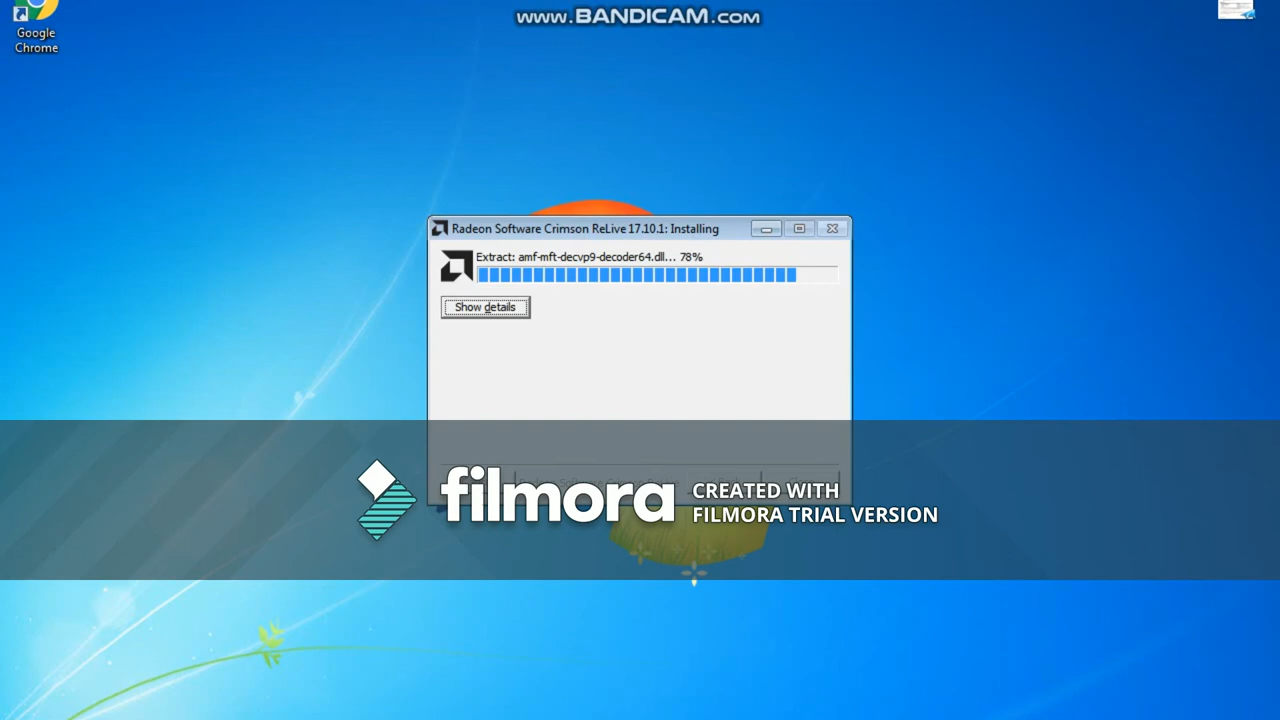 Google
Chrome
www.BANDICAM.com
Radeon Software Crimson ReLive 17.10.1: Installing
Extract: amf-mft-decvp9-decoder64.dll... 78%
Show details
filmora
CREATED WITH
FILMORA TRIAL VERSION